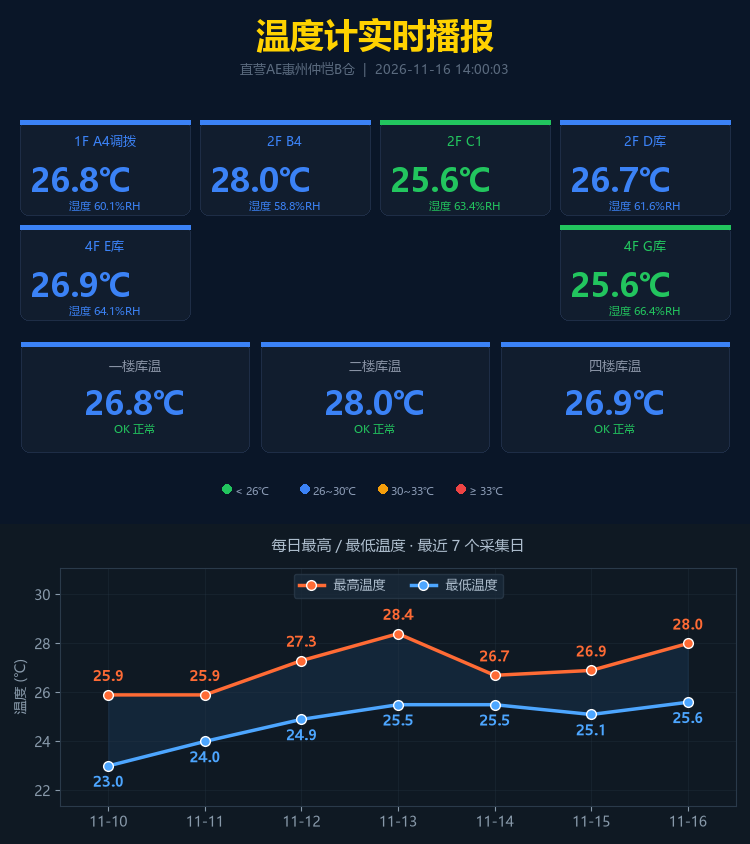 温度计实时播报
直营AE惠州仲恺B仓 | 2026-11-16 14:00:03
1F A4调拨
26.8℃
湿度 60.1%RH
2F B4
28.0℃
湿度 58.8%RH
2F C1
25.6℃
湿度 63.4%RH
2F D库
26.7℃
湿度 61.6%RH
4F E库
26.9℃
湿度 64.1%RH
4F G库
25.6℃
湿度 66.4%RH
一楼库温
26.8℃
OK 正常
二楼库温
28.0℃
OK 正常
四楼库温
26.9℃
OK 正常
< 26℃ 26~30℃ 30~33℃ ≥ 33℃
每日最高 / 最低温度 · 最近 7 个采集日
最高温度 最低温度
温度 (℃)
30
28
26
24
22
25.9 25.9 27.3 28.4 26.7 26.9 28.0
23.0 24.0 24.9 25.5 25.5 25.1 25.6
11-10 11-11 11-12 11-13 11-14 11-15 11-16